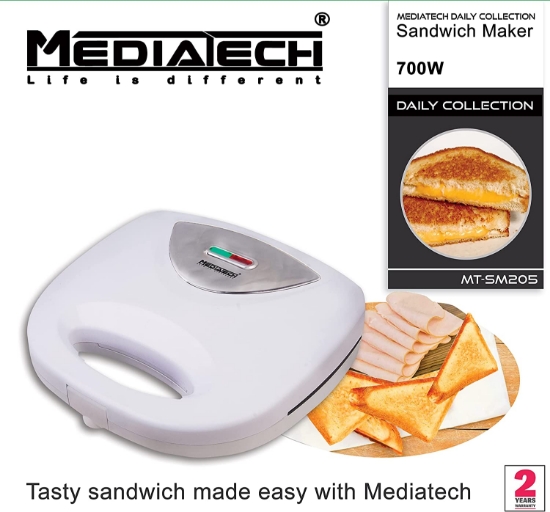 MEDIATECH®
Life is different
MEDIATECH DAILY COLLECTION
Sandwich Maker
700W
DAILY COLLECTION
MT-SM205
MEDIATECH
Tasty sandwich made easy with Mediatech
2
YEARS
WARRANTY